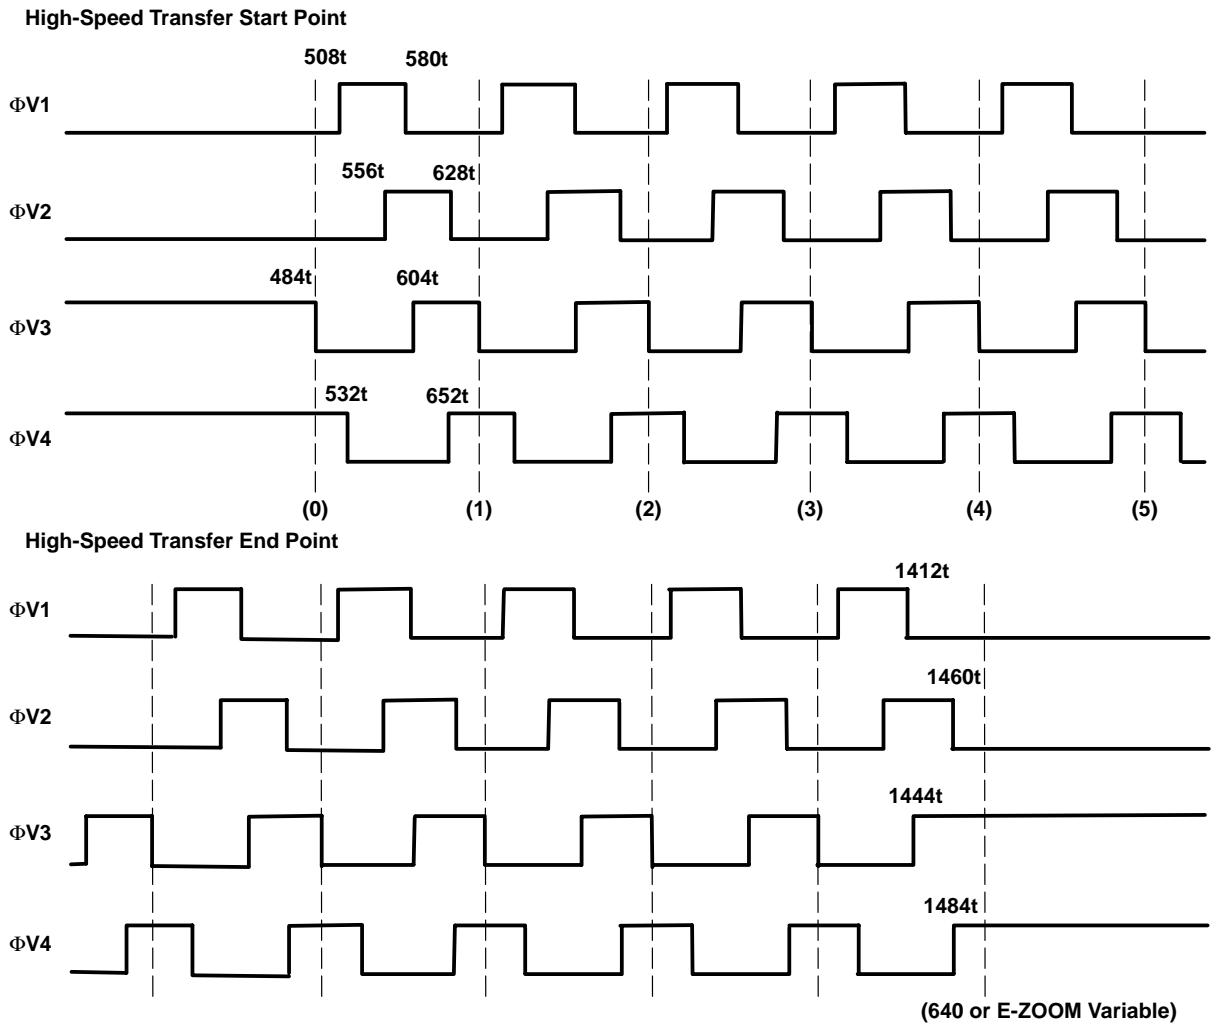 High-Speed Transfer Start Point
508t 580t
ΦV1
556t 628t
ΦV2
484t 604t
ΦV3
532t 652t
ΦV4
(0) (1) (2) (3) (4) (5)
High-Speed Transfer End Point
1412t
ΦV1
1460t
ΦV2
1444t
ΦV3
1484t
ΦV4
(640 or E-ZOOM Variable)